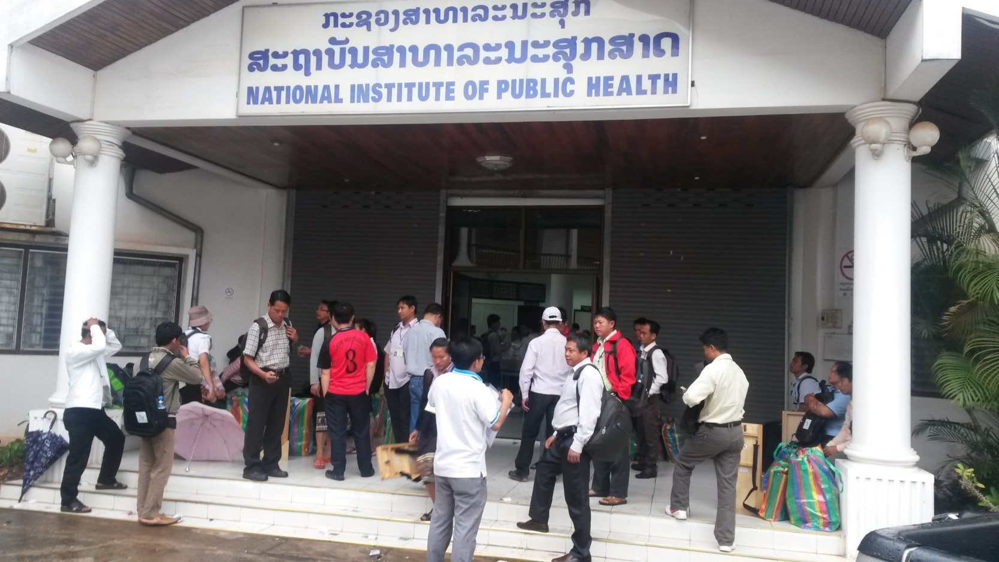 ກະຊວງສາທາລະນະສຸກ
ສະຖາບັນສາທາລະນະສຸກສາດ
NATIONAL INSTITUTE OF PUBLIC HEALTH
8